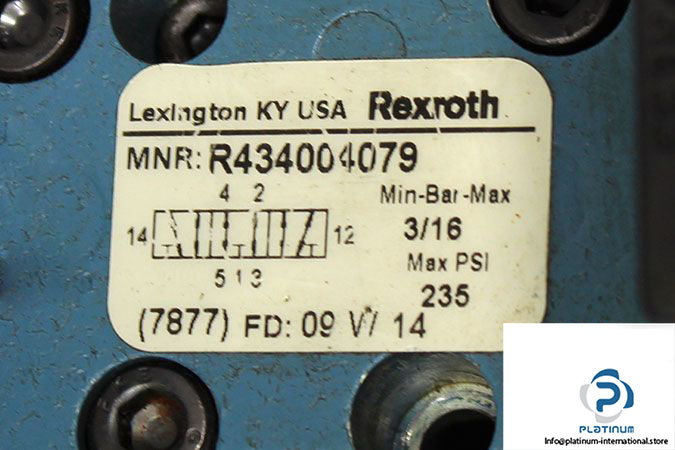 Lexington KY USA Rexroth
MNR: R434004079
4 2
14 12
5 1 3
Min-Bar-Max
3/16
Max PSI
235
(7877) FD: 09 W 14
PLATINUM
Info@platinum-international.store